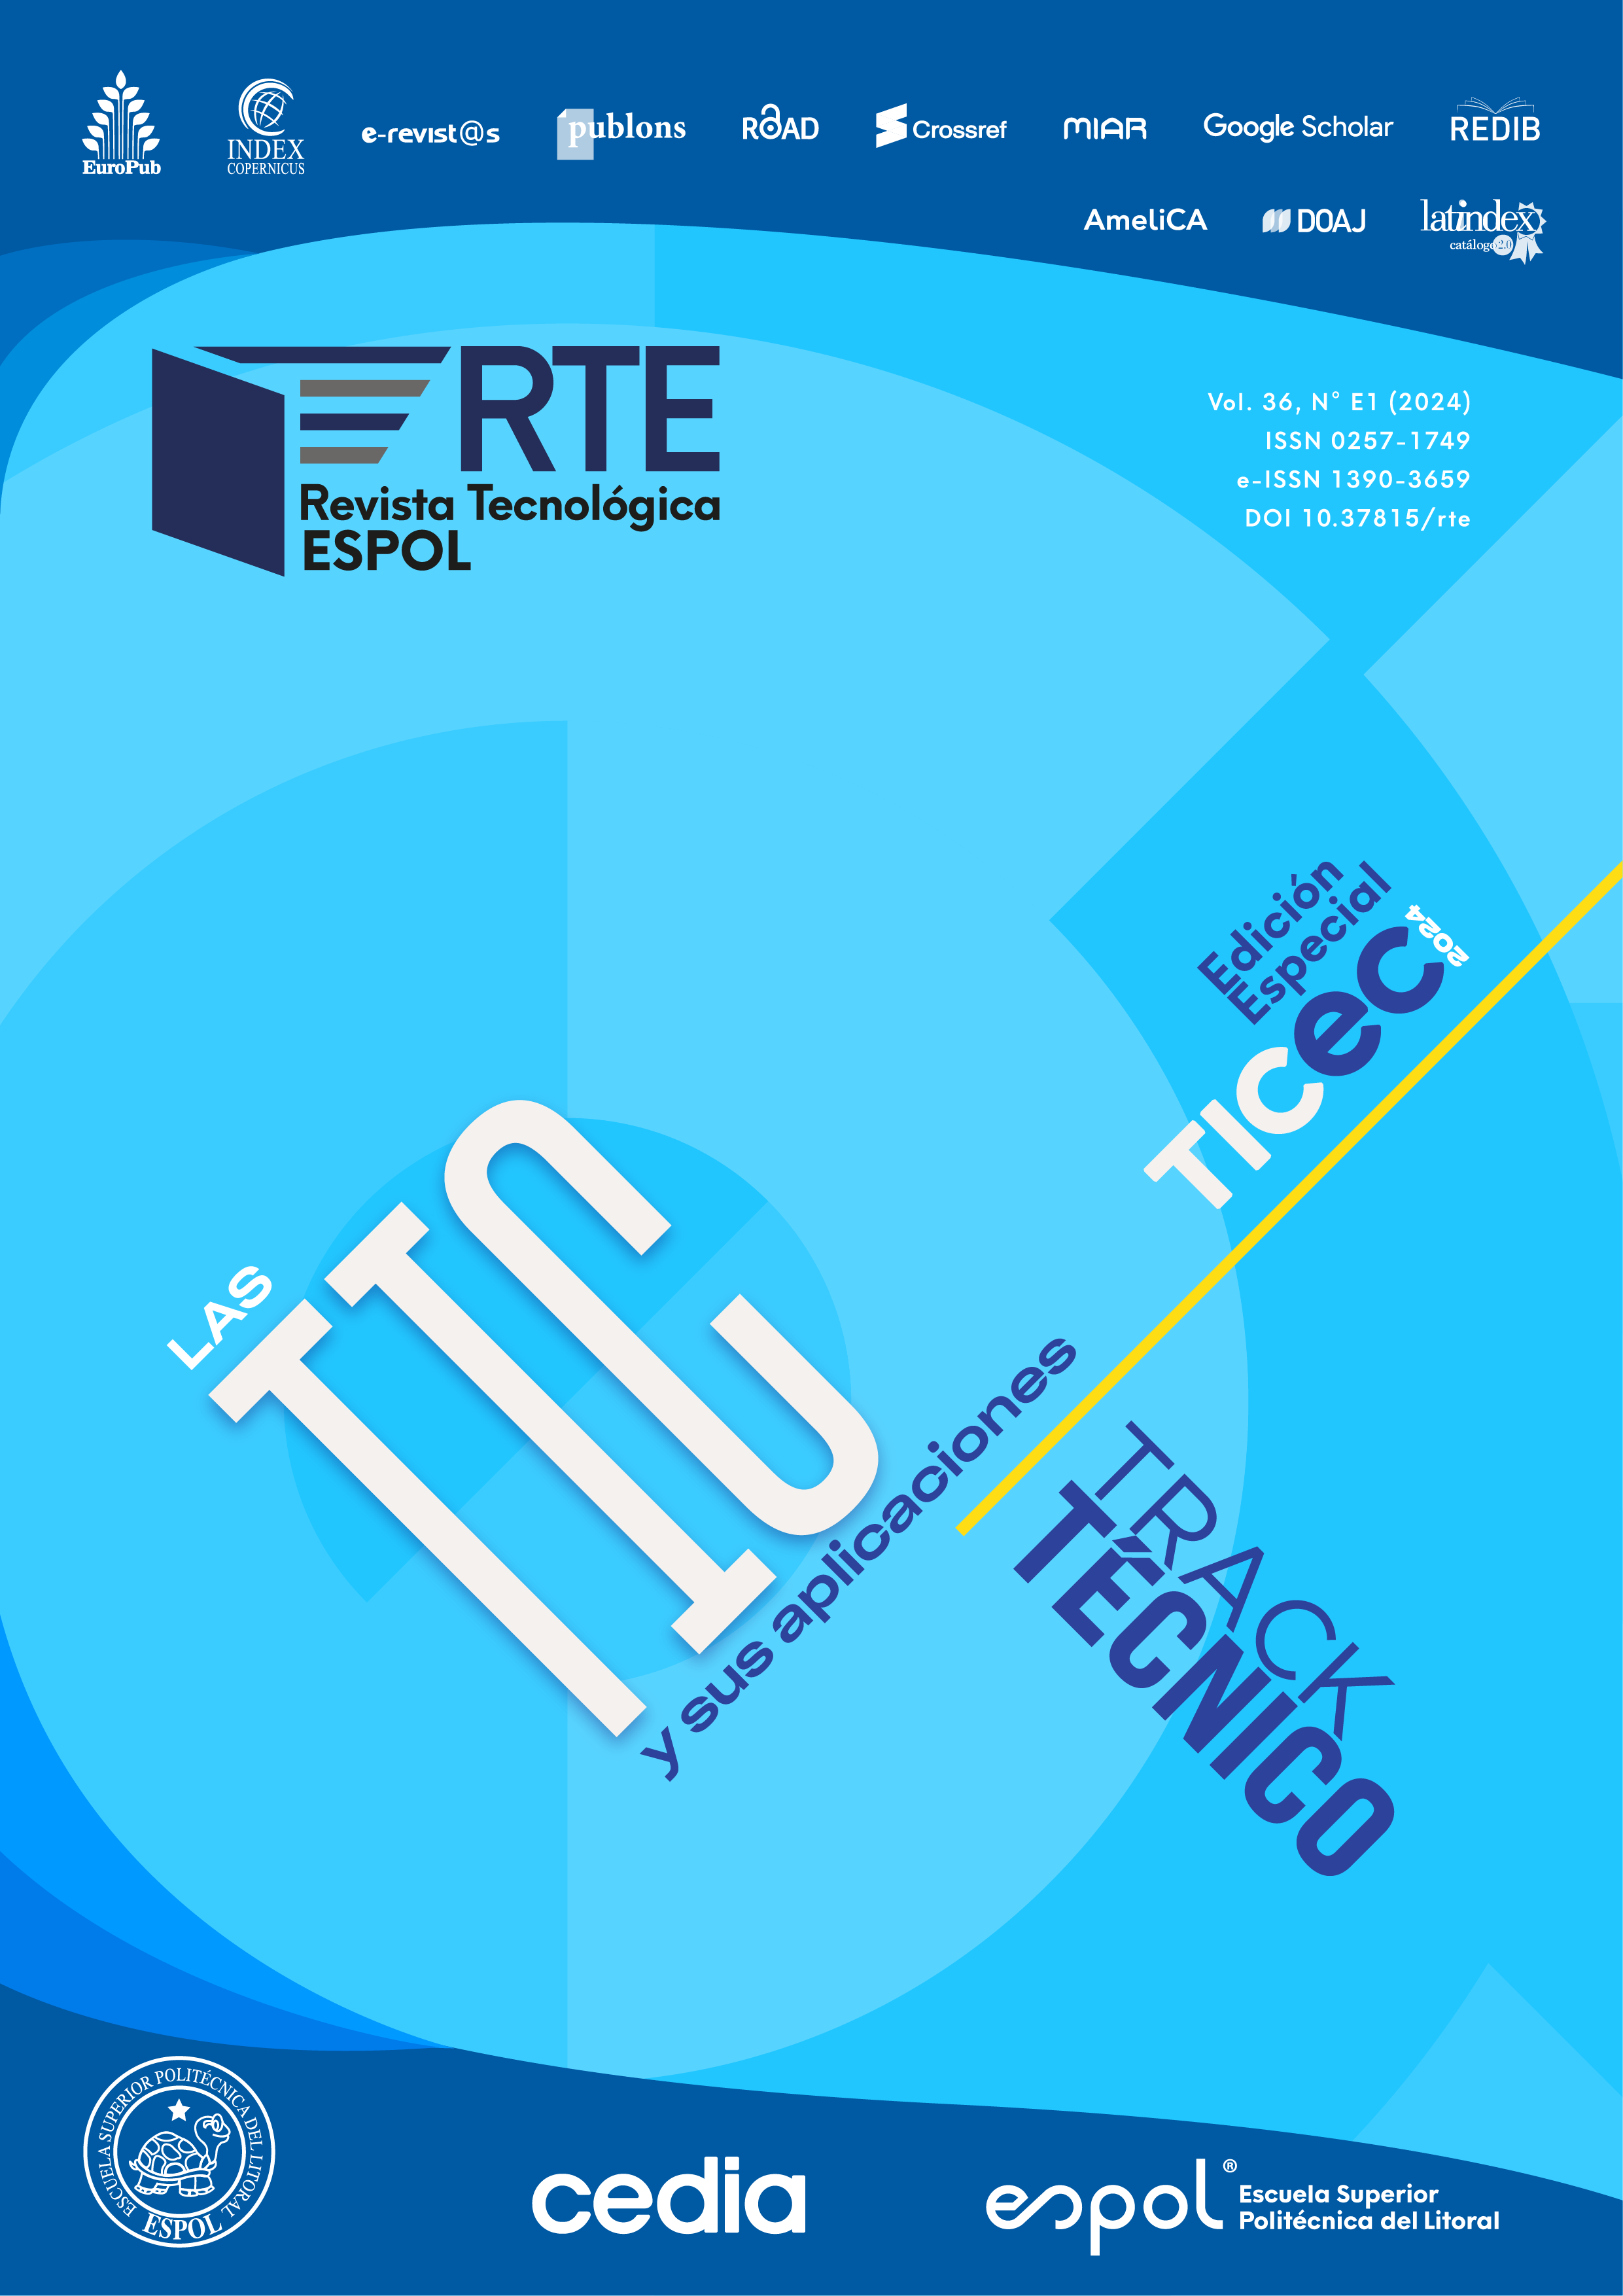 EuroPub
INDEX
COPERNICUS
e-revist@s
publons
ROAD
Crossref
MIAR
Google Scholar
REDIB
AmeliCA
DOAJ
latindex
catálogo 2.0
RTE
Revista Tecnológica
ESPOL
Vol. 36, N° E1 (2024)
ISSN 0257-1749
e-ISSN 1390-3659
DOI 10.37815/rte
Edición
Especial
TICec
2024
LAS
TIC
y sus aplicaciones
TRACK
TÉCNICO
ESCUELA SUPERIOR POLITÉCNICA DEL LITORAL
ESPOL
cedia
espol®
Escuela Superior
Politécnica del Litoral